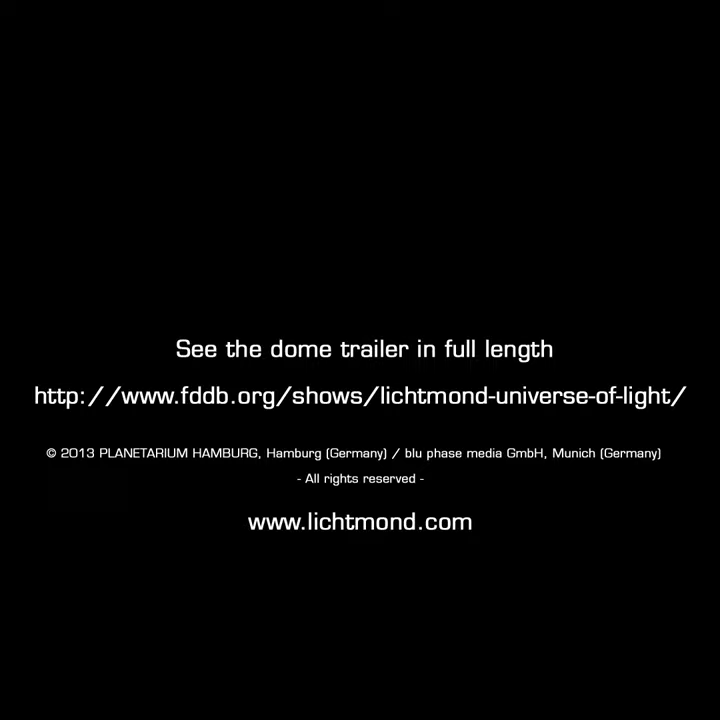 See the dome trailer in full length
http://www.fddb.org/shows/lichtmond-universe-of-light/
© 2013 PLANETARIUM HAMBURG, Hamburg (Germany) / blu phase media GmbH, Munich (Germany)
- All rights reserved -
www.lichtmond.com